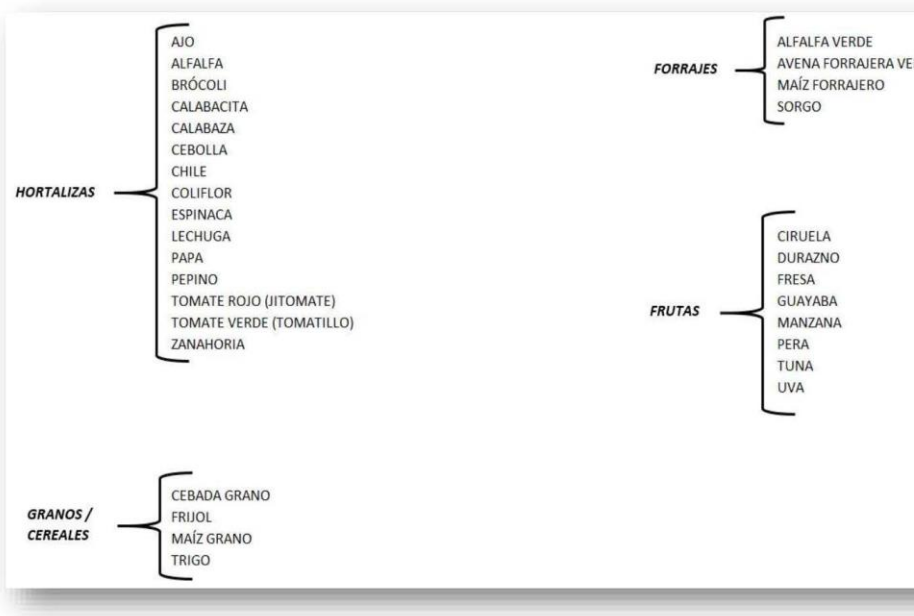 HORTALIZAS
AJO
ALFALFA
BRÓCOLI
CALABACITA
CALABAZA
CEBOLLA
CHILE
COLIFLOR
ESPINACA
LECHUGA
PAPA
PEPINO
TOMATE ROJO (JITOMATE)
TOMATE VERDE (TOMATILLO)
ZANAHORIA
GRANOS /
CEREALES
CEBADA GRANO
FRIJOL
MAÍZ GRANO
TRIGO
FORRAJES
ALFALFA VERDE
AVENA FORRAJERA
MAÍZ FORRAJERO
SORGO
FRUTAS
CIRUELA
DURAZNO
FRESA
GUAYABA
MANZANA
PERA
TUNA
UVA